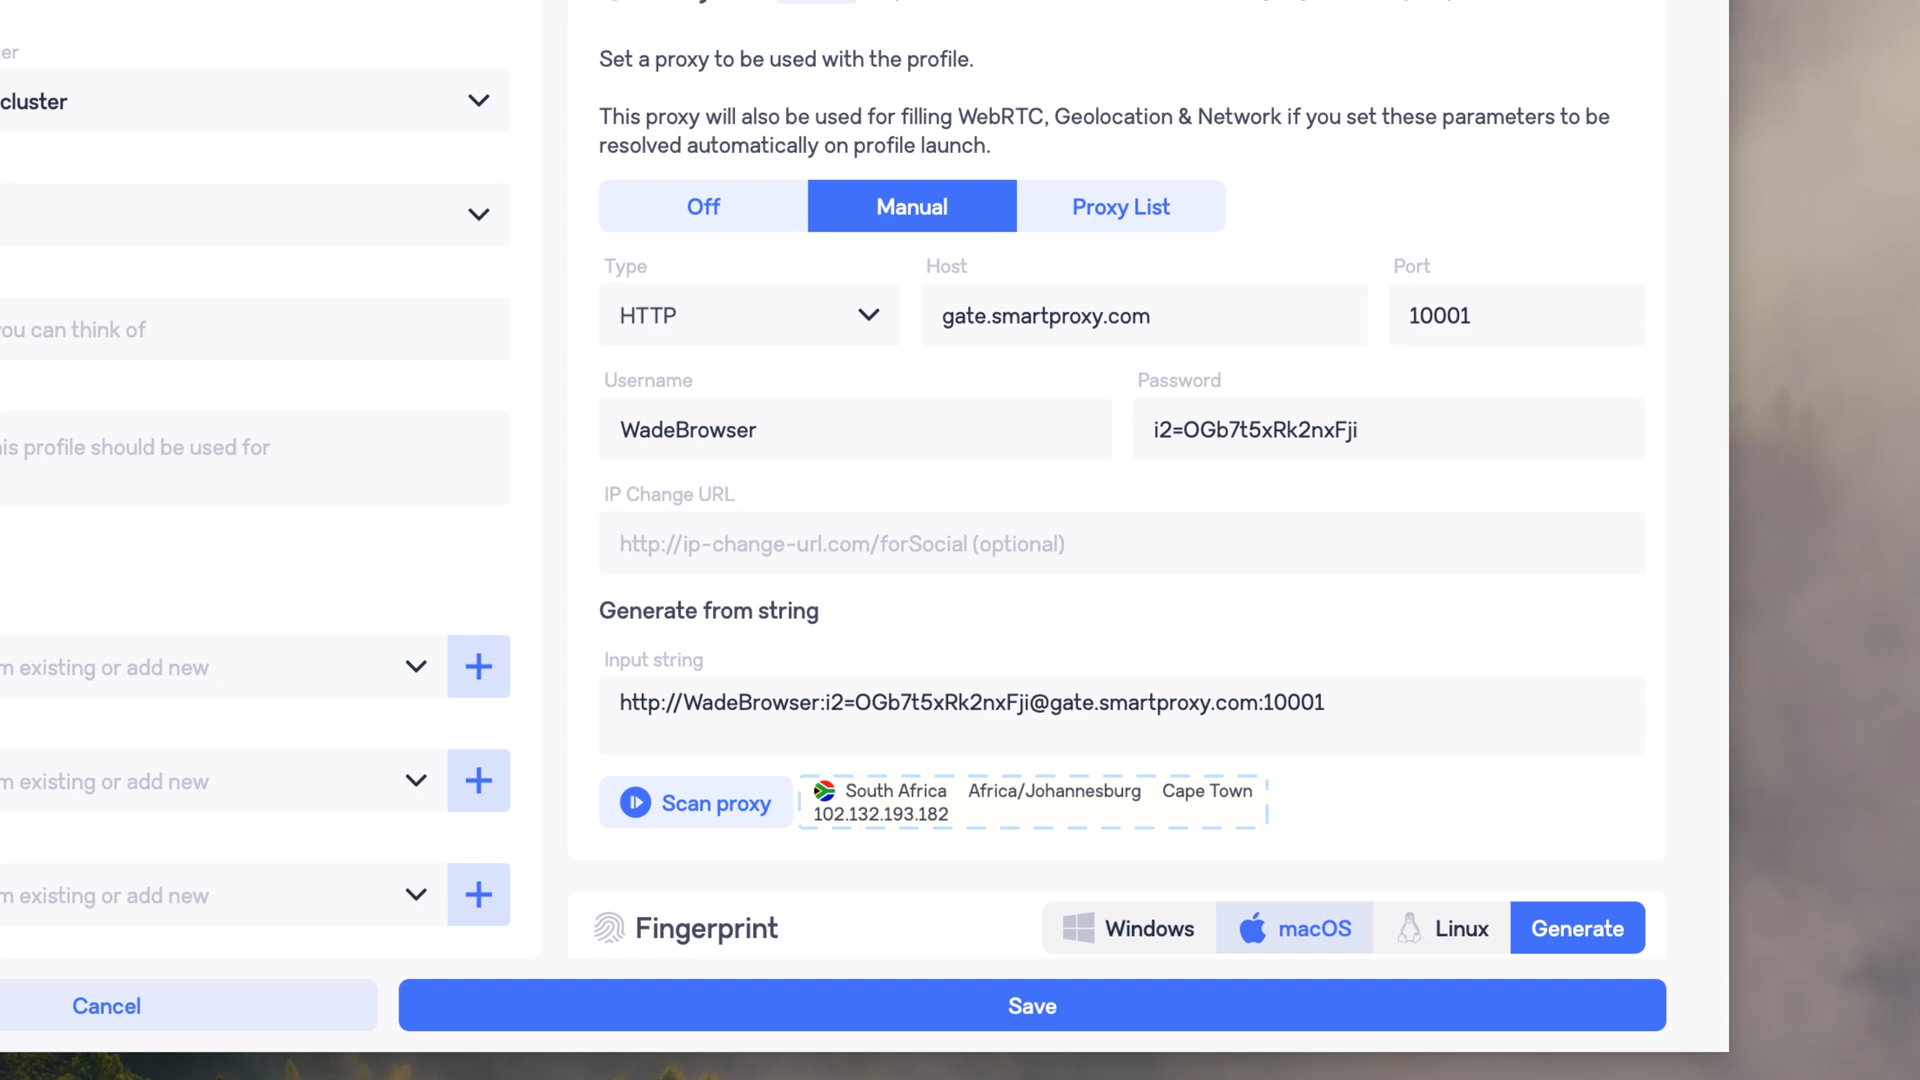 er
cluster
ou can think of
is profile should be used for
m existing or add new
m existing or add new
m existing or add new
Set a proxy to be used with the profile.
This proxy will also be used for filling WebRTC, Geolocation & Network if you set these parameters to be
resolved automatically on profile launch.
Off Manual Proxy List
Type Host Port
HTTP gate.smartproxy.com 10001
Username Password
WadeBrowser i2=OGb7t5xRk2nxFji
IP Change URL
http://ip-change-url.com/forSocial (optional)
Generate from string
Input string
http://WadeBrowser:i2=OGb7t5xRk2nxFji@gate.smartproxy.com:10001
Scan proxy
South Africa Africa/Johannesburg Cape Town
102.132.193.182
Fingerprint Windows macOS Linux Generate
Cancel Save